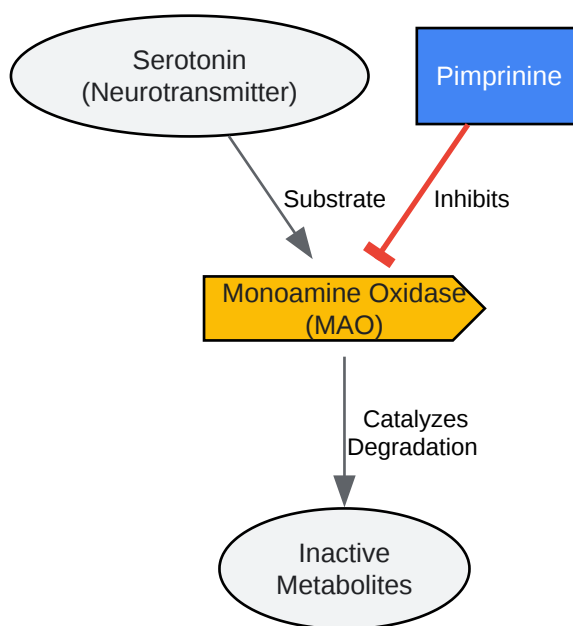 Serotonin
(Neurotransmitter)
Pimprinine
Substrate
Inhibits
Monoamine Oxidase
(MAO)
Catalyzes
Degradation
Inactive
Metabolites